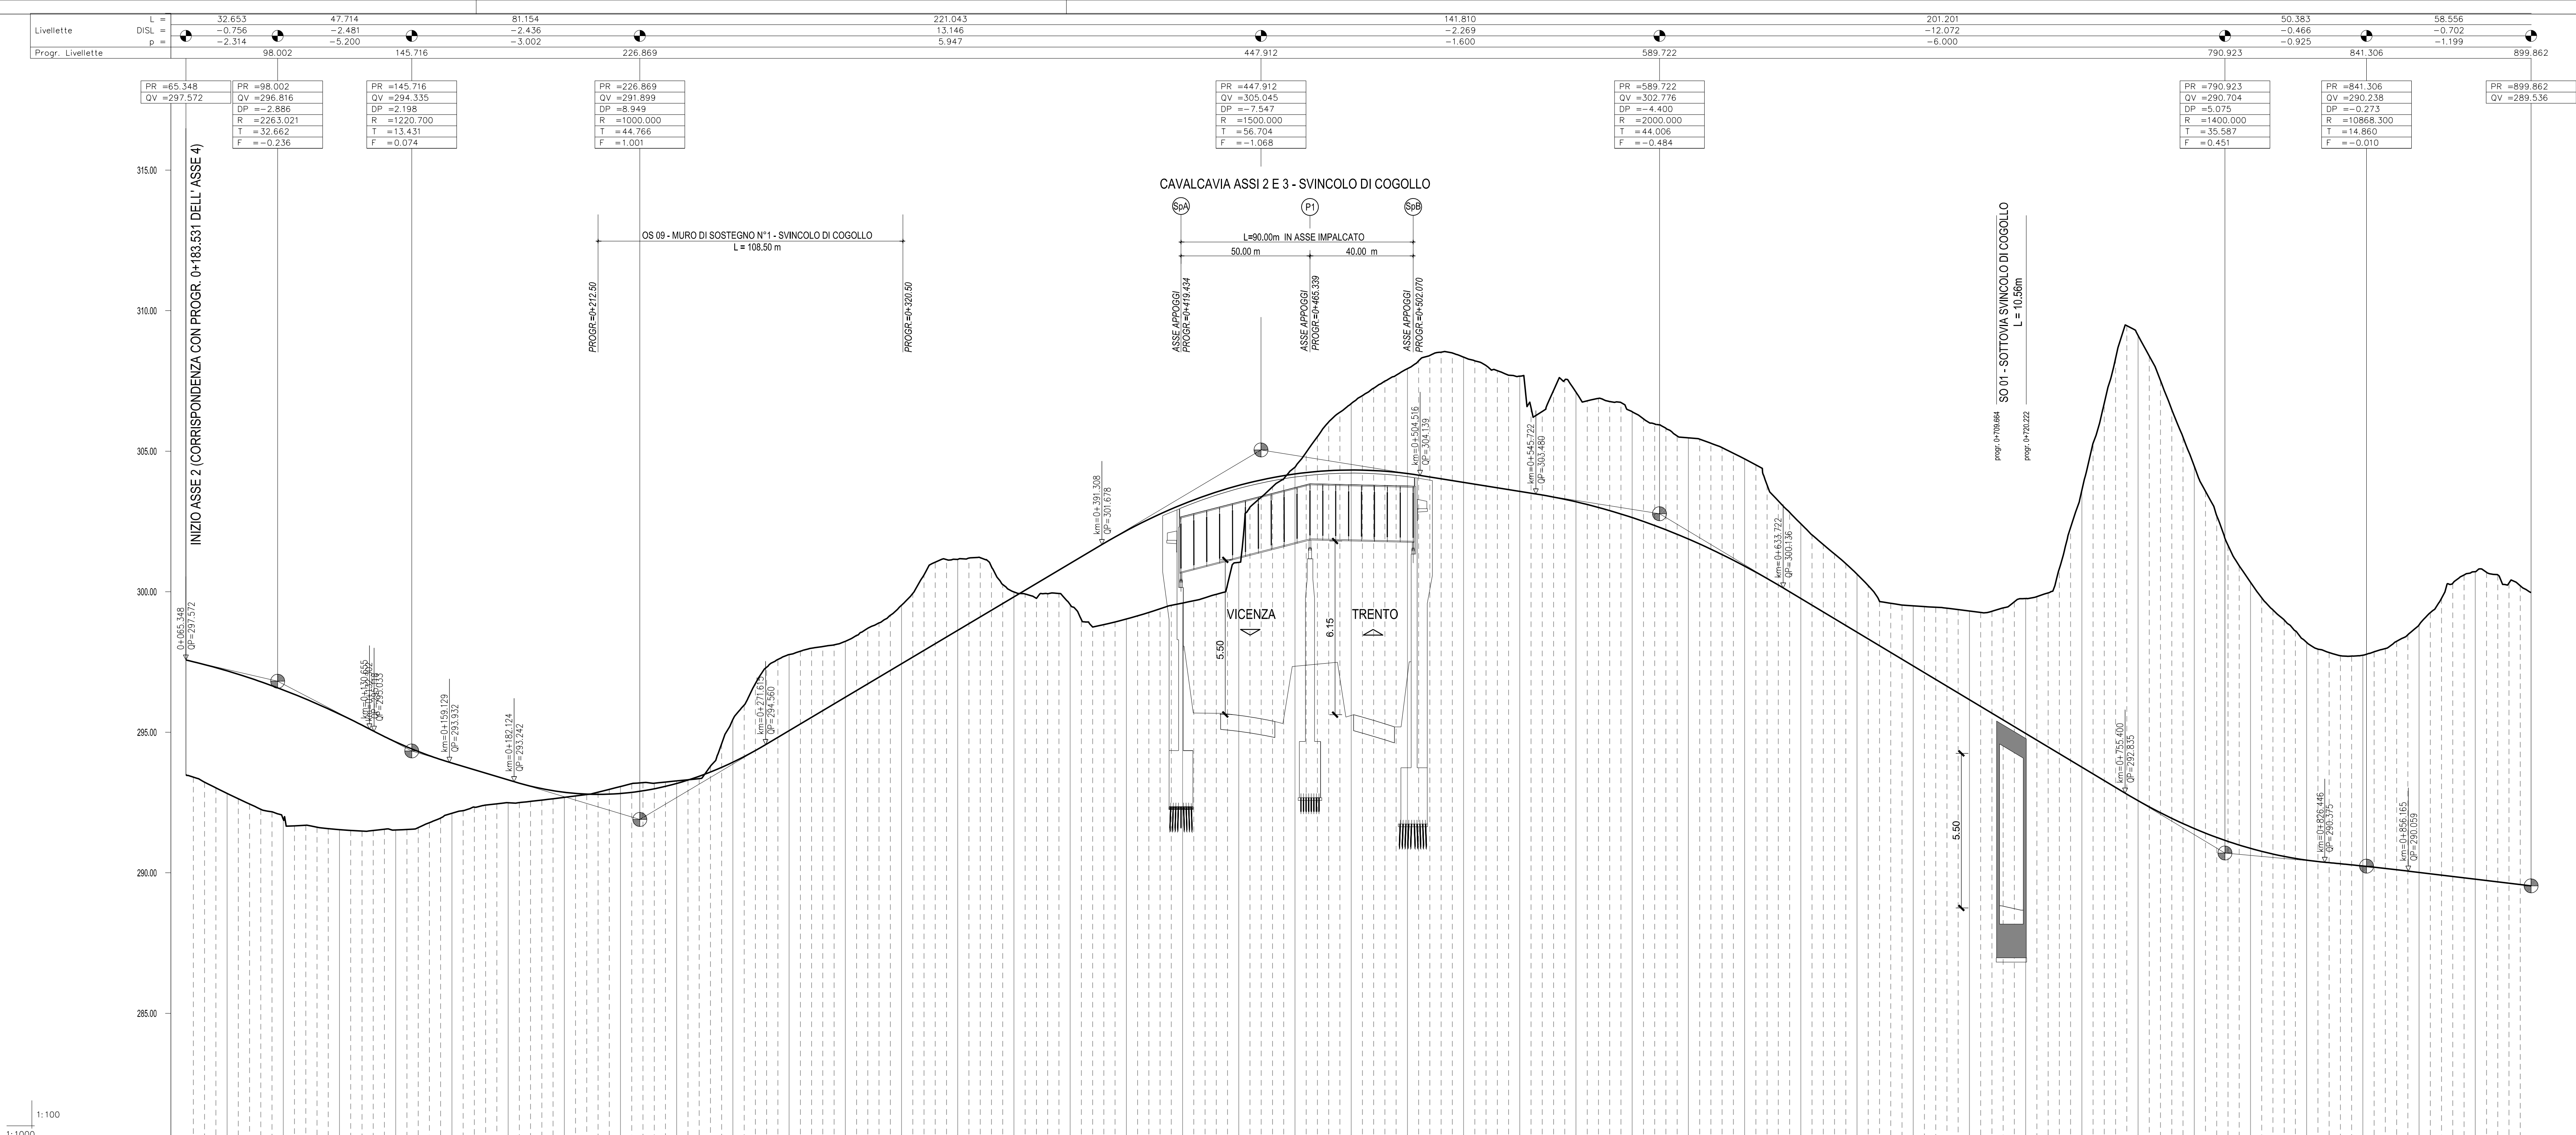 L = 32.653 47.714 81.154 221.043 141.810 201.201 50.383 58.556
Livellette DISL = -0.756 -2.481 -2.436 13.146 -2.269 -12.072 -0.466 -0.702
p = -2.314 -5.200 -3.002 5.947 -1.600 -6.000 -0.925 -1.199
Progr. Livellette 98.002 145.716 226.869 447.912 589.722 790.923 841.306 899.862
PR =65.348
QV =297.572
PR =98.002
QV =296.816
DP =-2.886
R =2263.021
T =32.662
F =-0.236
PR =145.716
QV =294.335
DP =2.198
R =1220.700
T =13.431
F =0.074
PR =226.869
QV =291.899
DP =8.949
R =1000.000
T =44.766
F =1.001
PR =447.912
QV =305.045
DP =-7.547
R =1500.000
T =56.704
F =-1.068
PR =589.722
QV =302.776
DP =-4.400
R =2000.000
T =44.006
F =-0.484
PR =790.923
QV =290.704
DP =5.075
R =1400.000
T =35.587
F =0.451
PR =841.306
QV =290.238
DP =-0.273
R =10868.300
T =14.860
F =-0.010
PR =899.862
QV =289.536
315.00
310.00
305.00
300.00
295.00
290.00
285.00
INIZIO ASSE 2 (CORRISPONDENZA CON PROGR. 0+183.531 DELL' ASSE 4)
OS 09 - MURO DI SOSTEGNO N°1 - SVINCOLO DI COGOLLO
L = 108.50 m
PROGR.=0+212.50
PROGR.=0+320.50
CAVALCAVIA ASSI 2 E 3 - SVINCOLO DI COGOLLO
SpA
P1
SpB
L=90.00m IN ASSE IMPALCATO
50.00 m
40.00 m
ASSE APPOGGI
PROGR.=0+419.434
ASSE APPOGGI
PROGR.=0+465.339
ASSE APPOGGI
PROGR.=0+502.070
SO 01 - SOTTOVIA SVINCOLO DI COGOLLO
L = 10.56m
progr. 0+709.664
progr. 0+720.222
0+065.348
QP=297.572
km=0+130.655
QP=295.033
km=0+159.129
QP=293.932
km=0+182.124
QP=293.242
km=0+271.615
QP=294.560
km=0+391.308
QP=301.678
km=0+504.516
QP=304.139
km=0+545.722
QP=303.480
km=0+633.722
QP=300.136
km=0+755.400
QP=292.835
km=0+826.446
QP=290.375
km=0+856.165
QP=290.059
VICENZA
TRENTO
5.50
6.15
5.50
1:100
1:1000